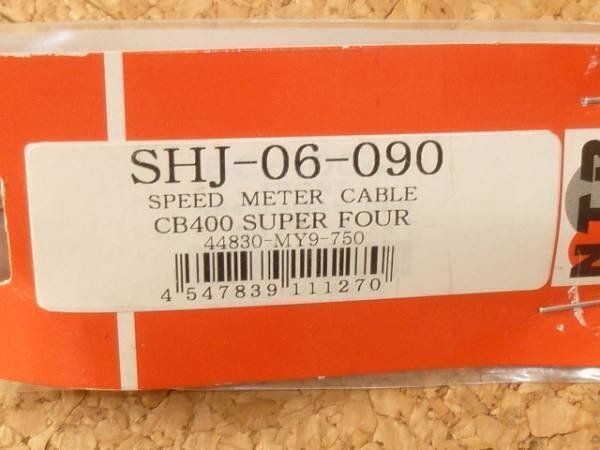 SHJ-06-090
SPEED METER CABLE
CB400 SUPER FOUR
44830-MY9-750
4 547839 111270